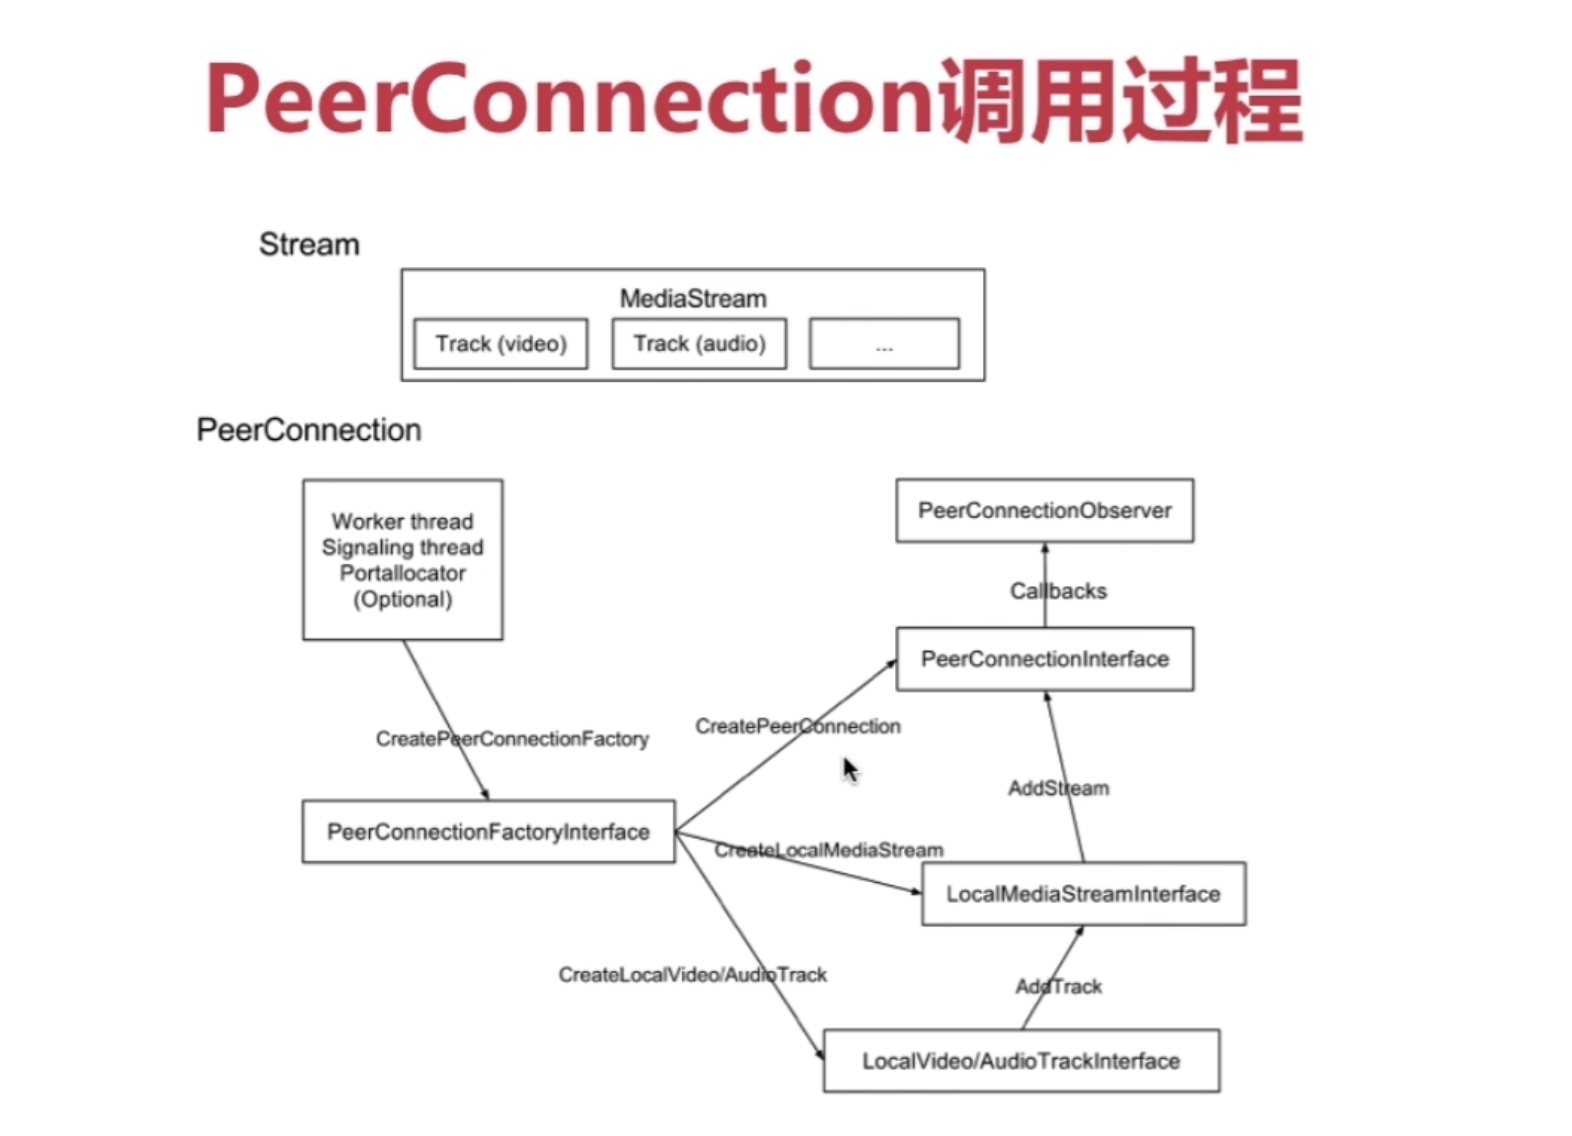 PeerConnection调用过程
Stream
MediaStream
Track (video)
Track (audio)
...
PeerConnection
Worker thread
Signaling thread
Portallocator
(Optional)
PeerConnectionObserver
Callbacks
PeerConnectionInterface
CreatePeerConnection
CreatePeerConnectionFactory
AddStream
PeerConnectionFactoryInterface
CreateLocalMediaStream
LocalMediaStreamInterface
CreateLocalVideo/AudioTrack
AddTrack
LocalVideo/AudioTrackInterface